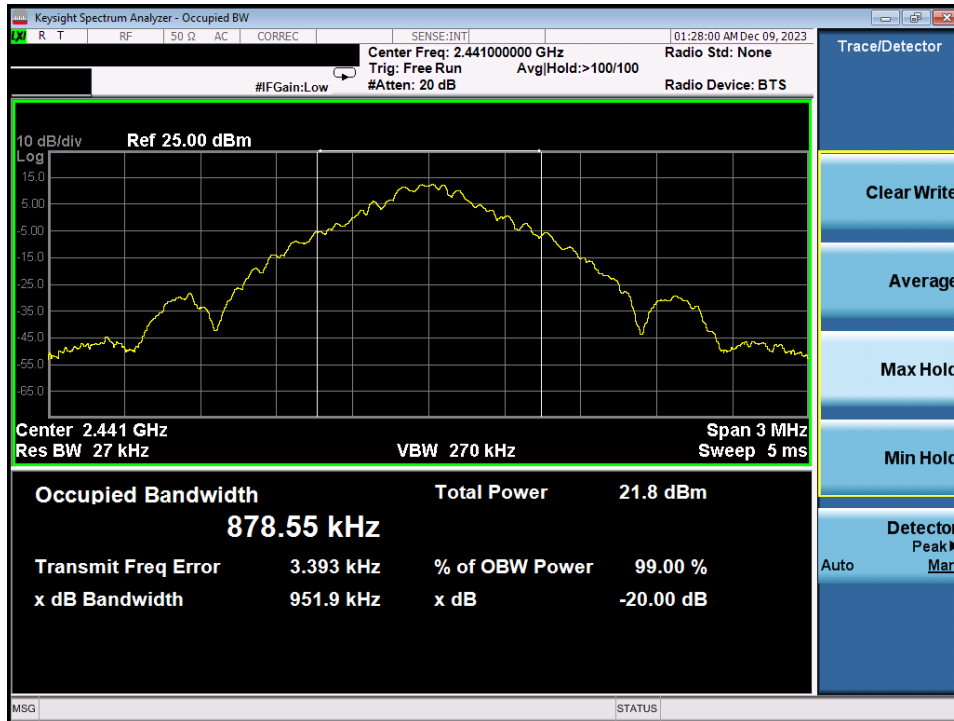 Keysight Spectrum Analyzer - Occupied BW
LXI R T RF 50 Ω AC CORREC SENSE:INT 01:28:00 AM Dec 09, 2023
Center Freq: 2.441000000 GHz Radio Std: None
Trig: Free Run Avg|Hold:>100/100
#IFGain:Low #Atten: 20 dB Radio Device: BTS
10 dB/div Ref 25.00 dBm
Log
15.0
5.00
-5.00
-15.0
-25.0
-35.0
-45.0
-55.0
-65.0
Center 2.441 GHz Span 3 MHz
Res BW 27 kHz VBW 270 kHz Sweep 5 ms
Occupied Bandwidth Total Power 21.8 dBm
878.55 kHz
Transmit Freq Error 3.393 kHz % of OBW Power 99.00 %
x dB Bandwidth 951.9 kHz x dB -20.00 dB
MSG STATUS
Trace/Detector
Clear Write
Average
Max Hold
Min Hold
Detector
Peak
Auto Man